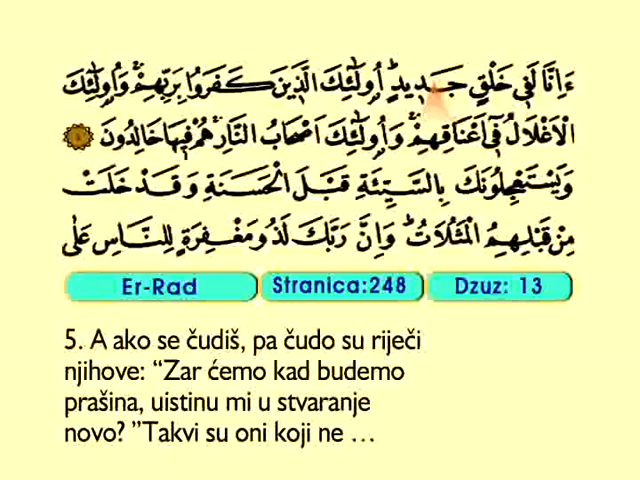 ءَاِنَّا لَفٖى خَلْقٍ جَدٖيدٍؕ اُولٰٓئِكَ الَّذٖينَ كَفَرُوا بِرَبِّهِمْۚ وَاُولٰٓئِكَ
الْاَغْلَالُ فٖٓى اَعْنَاقِهِمْۚ وَاُولٰٓئِكَ اَصْحَابُ النَّارِۚ هُمْ فٖيهَا خَالِدُونَ
وَيَسْتَعْجِلُونَكَ بِالسَّيِّئَةِ قَبْلَ الْحَسَنَةِ وَقَدْ خَلَتْ
مِنْ قَبْلِهِمُ الْمَثُلَاتُؕ وَاِنَّ رَبَّكَ لَذُو مَغْفِرَةٍ لِلنَّاسِ عَلٰى
Er-Rad Stranica:248 Dzuz: 13
5. A ako se čudiš, pa čudo su riječi
njihove: “Zar ćemo kad budemo
prašina, uistinu mi u stvaranje
novo? ”Takvi su oni koji ne …